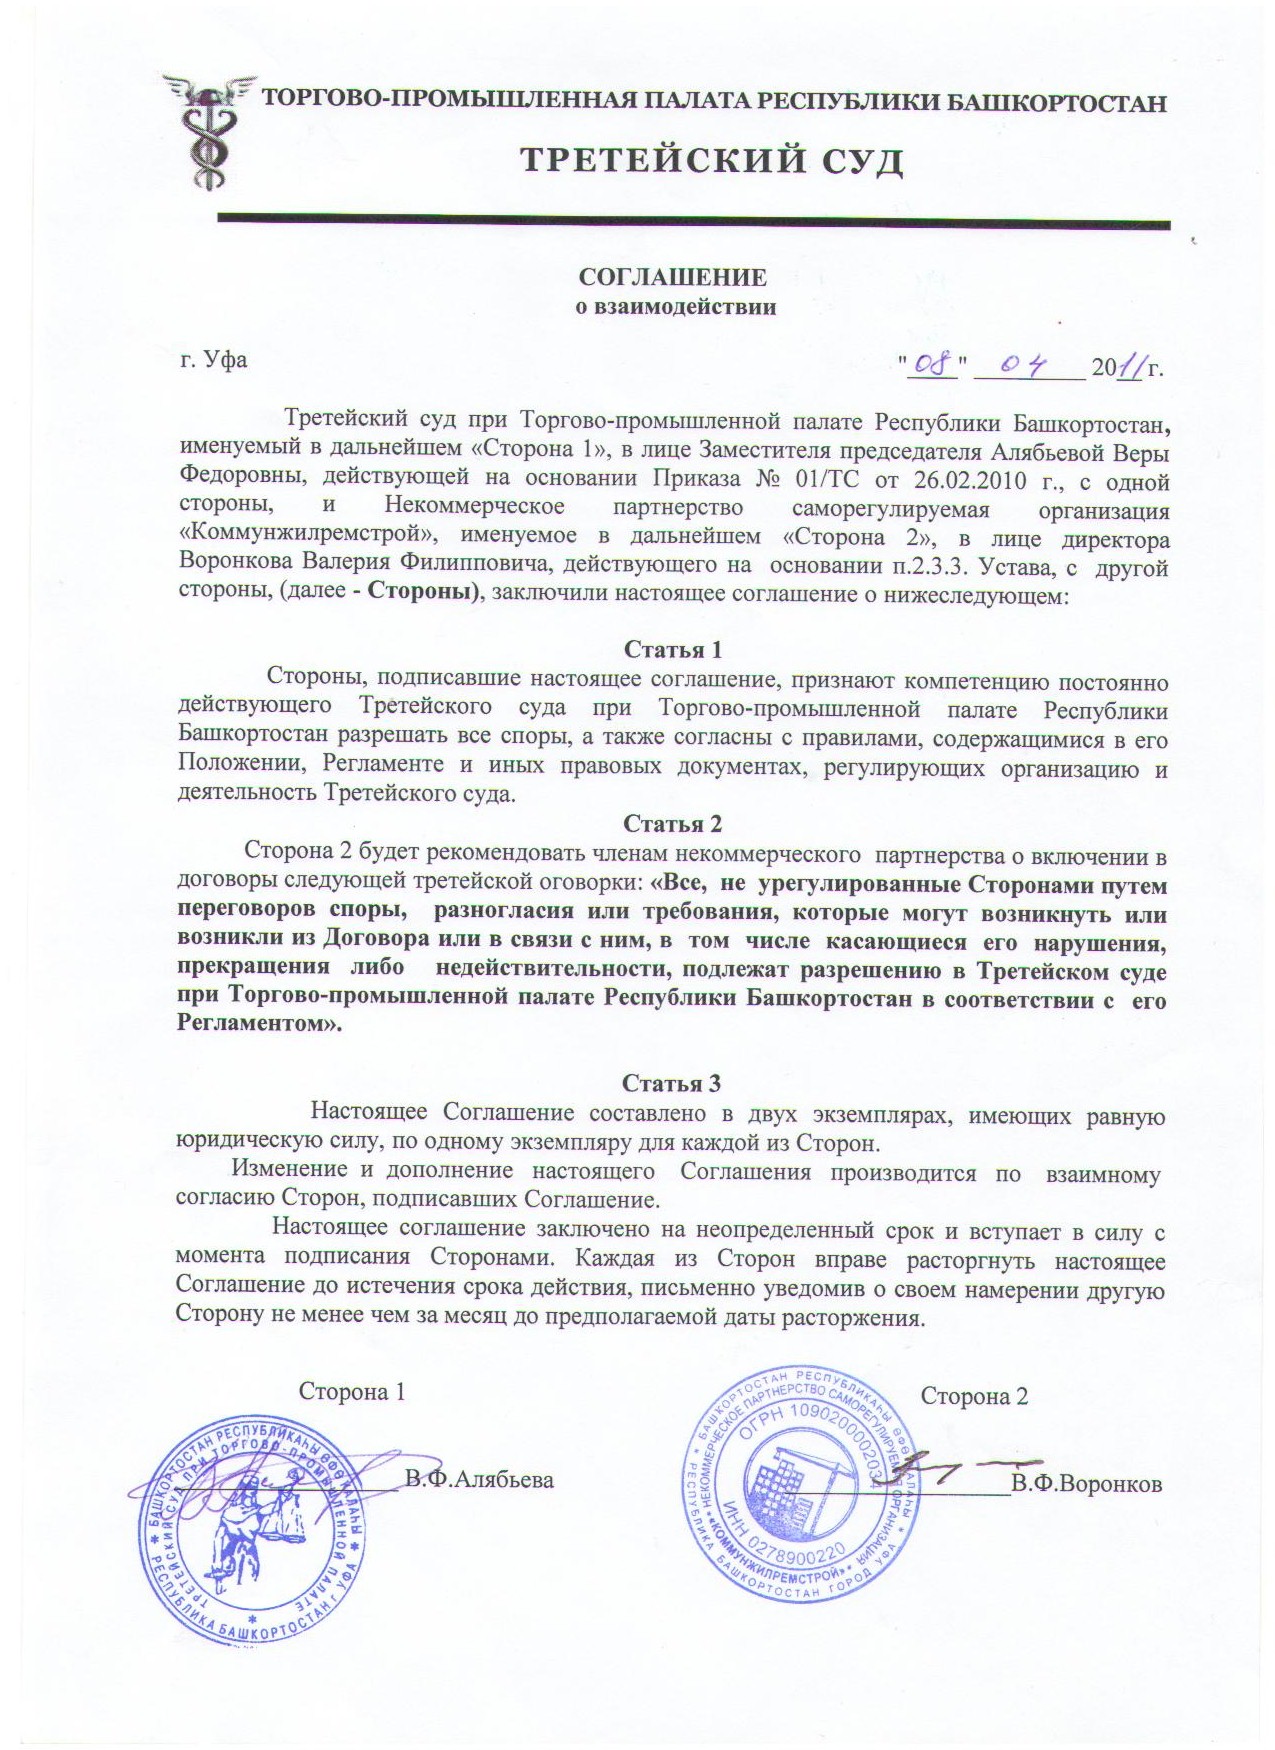 ТОРГОВО-ПРОМЫШЛЕННАЯ ПАЛАТА РЕСПУБЛИКИ БАШКОРТОСТАН
ТРЕТЕЙСКИЙ СУД
СОГЛАШЕНИЕ
о взаимодействии
г. Уфа "08" 04 2011 г.
Третейский суд при Торгово-промышленной палате Республики Башкортостан,
именуемый в дальнейшем «Сторона 1», в лице Заместителя председателя Алябьевой Веры
Федоровны, действующей на основании Приказа № 01/ТС от 26.02.2010 г., с одной
стороны, и Некоммерческое партнерство саморегулируемая организация
«Коммунжилремстрой», именуемое в дальнейшем «Сторона 2», в лице директора
Воронкова Валерия Филипповича, действующего на основании п.2.3.3. Устава, с другой
стороны, (далее - Стороны), заключили настоящее соглашение о нижеследующем:
Статья 1
Стороны, подписавшие настоящее соглашение, признают компетенцию постоянно
действующего Третейского суда при Торгово-промышленной палате Республики
Башкортостан разрешать все споры, а также согласны с правилами, содержащимися в его
Положении, Регламенте и иных правовых документах, регулирующих организацию и
деятельность Третейского суда.
Статья 2
Сторона 2 будет рекомендовать членам некоммерческого партнерства о включении в
договоры следующей третейской оговорки: «Все, не урегулированные Сторонами путем
переговоров споры, разногласия или требования, которые могут возникнуть или
возникли из Договора или в связи с ним, в том числе касающиеся его нарушения,
прекращения либо недействительности, подлежат разрешению в Третейском суде
при Торгово-промышленной палате Республики Башкортостан в соответствии с его
Регламентом».
Статья 3
Настоящее Соглашение составлено в двух экземплярах, имеющих равную
юридическую силу, по одному экземпляру для каждой из Сторон.
Изменение и дополнение настоящего Соглашения производится по взаимному
согласию Сторон, подписавших Соглашение.
Настоящее соглашение заключено на неопределенный срок и вступает в силу с
момента подписания Сторонами. Каждая из Сторон вправе расторгнуть настоящее
Соглашение до истечения срока действия, письменно уведомив о своем намерении другую
Сторону не менее чем за месяц до предполагаемой даты расторжения.
Сторона 1 Сторона 2
В.Ф.Алябьева В.Ф.Воронков
БАШКОРТОСТАН РЕСПУБЛИКАҺЫ ӨФӨ ҠАЛАҺЫ
РЕСПУБЛИКА БАШКОРТОСТАН г. УФА
ТРЕТЕЙСКИЙ СУД ПРИ ТОРГОВО-ПРОМЫШЛЕННОЙ ПАЛАТЕ
БАШКОРТОСТАН РЕСПУБЛИКАҺЫ ӨФӨ ҠАЛАҺЫ
РЕСПУБЛИКА БАШКОРТОСТАН ГОРОД УФА
НЕКОММЕРЧЕСКОЕ ПАРТНЕРСТВО САМОРЕГУЛИРУЕМАЯ ОРГАНИЗАЦИЯ
«КОММУНЖИЛРЕМСТРОЙ»
ОГРН 1090200002034
ИНН 0278900220